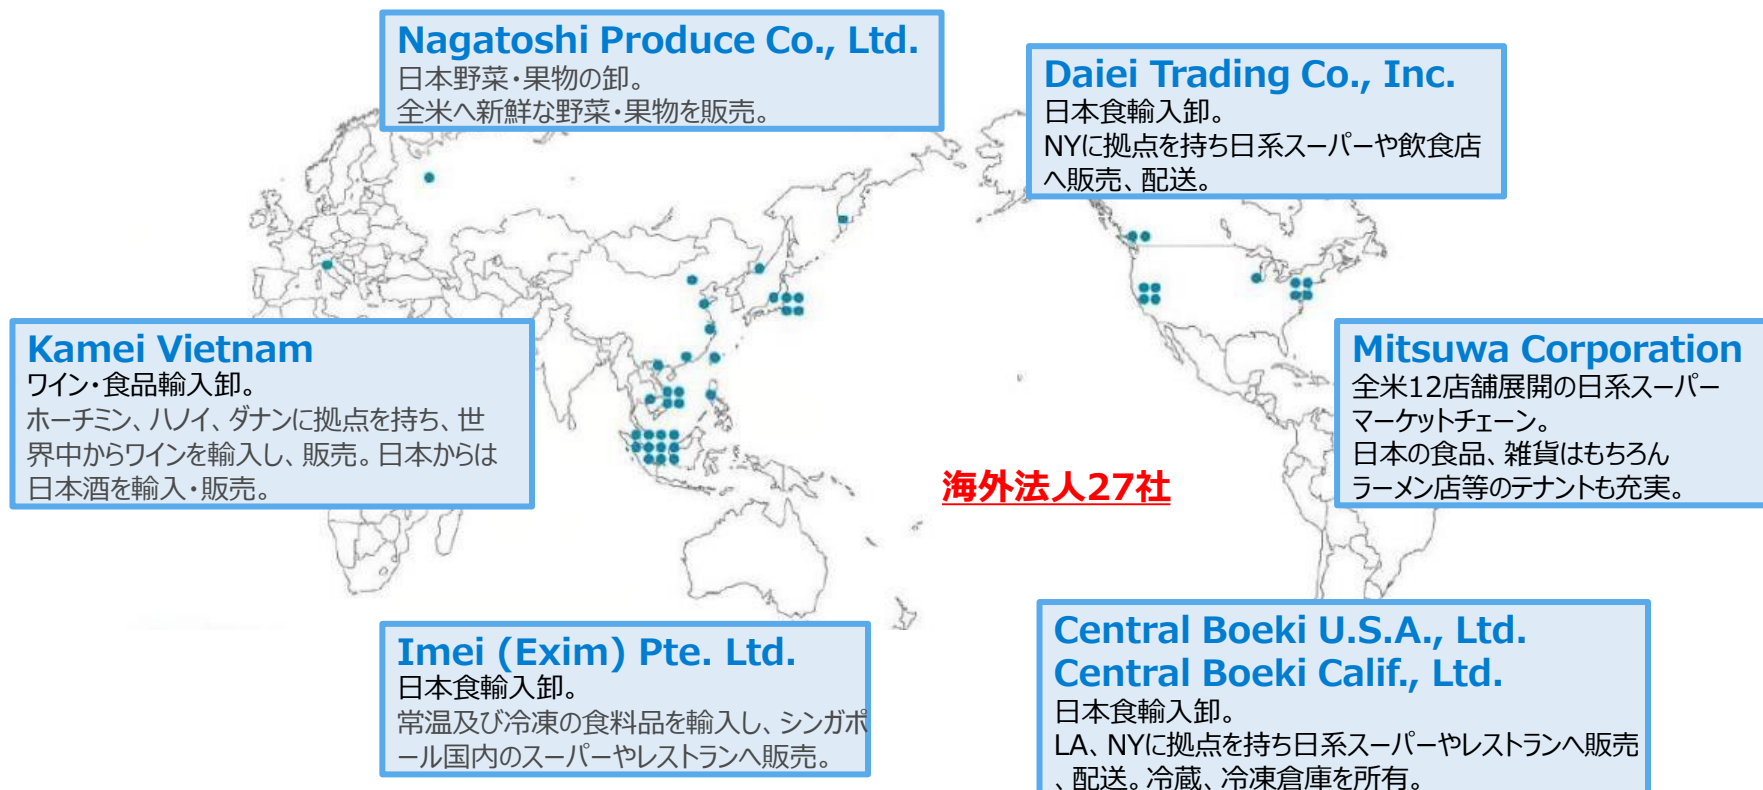 Nagatoshi Produce Co., Ltd.
日本野菜・果物の卸。
全米へ新鮮な野菜・果物を販売。
Daiei Trading Co., Inc.
日本食輸入卸。
NYに拠点を持ち日系スーパーや飲食店
へ販売、配送。
Kamei Vietnam
ワイン・食品輸入卸。
ホーチミン、ハノイ、ダナンに拠点を持ち、世
界中からワインを輸入し、販売。日本からは
日本酒を輸入・販売。
Mitsuwa Corporation
全米12店舗展開の日系スーパー
マーケットチェーン。
日本の食品、雑貨はもちろん
ラーメン店等のテナントも充実。
海外法人27社
Imei (Exim) Pte. Ltd.
日本食輸入卸。
常温及び冷凍の食料品を輸入し、シンガポ
ール国内のスーパーやレストランへ販売。
Central Boeki U.S.A., Ltd.
Central Boeki Calif., Ltd.
日本食輸入卸。
LA、NYに拠点を持ち日系スーパーやレストランへ販売
、配送。冷蔵、冷凍倉庫を所有。